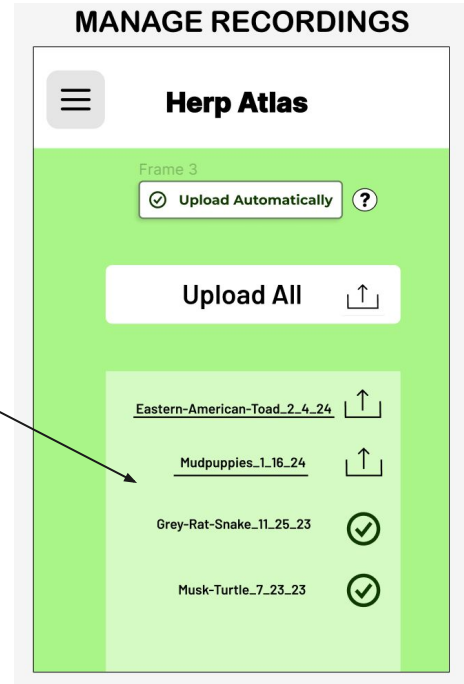 MANAGE RECORDINGS
Herp Atlas
Frame 3
Upload Automatically ?
Upload All
Eastern-American-Toad_2_4_24
Mudpuppies_1_16_24
Grey-Rat-Snake_11_25_23
Musk-Turtle_7_23_23